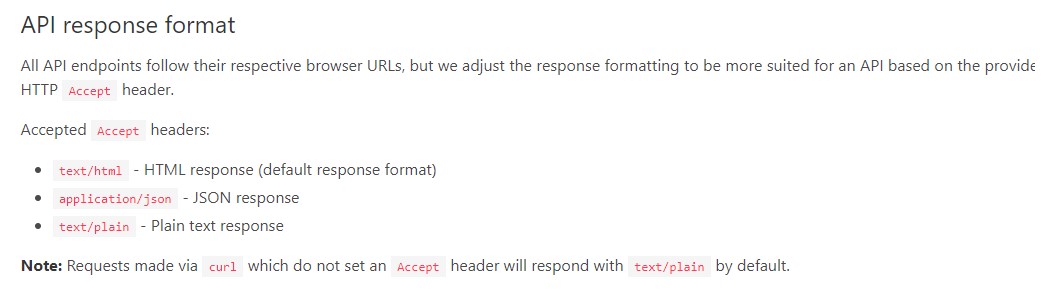 API response format
All API endpoints follow their respective browser URLs, but we adjust the response formatting to be more suited for an API based on the provide
HTTP Accept header.
Accepted Accept headers:
text/html - HTML response (default response format)
application/json - JSON response
text/plain - Plain text response
Note: Requests made via curl which do not set an Accept header will respond with text/plain by default.